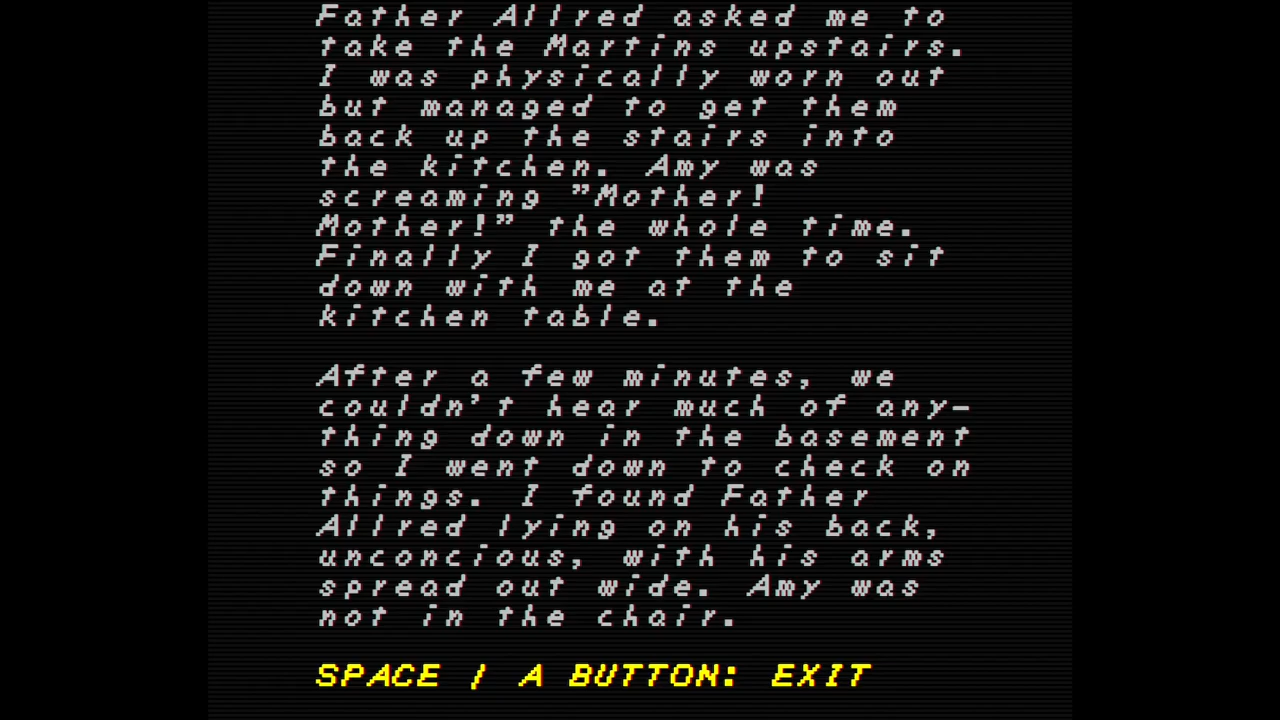 Father Allred asked me to
take the Martins upstairs.
I was physically worn out
but managed to get them
back up the stairs into
the kitchen. Amy was
screaming "Mother!
Mother!" the whole time.
Finally I got them to sit
down with me at the
kitchen table.
After a few minutes, we
couldn't hear much of any-
thing down in the basement
so I went down to check on
things. I found Father
Allred lying on his back,
unconcious, with his arms
spread out wide. Amy was
not in the chair.
SPACE / A BUTTON: EXIT